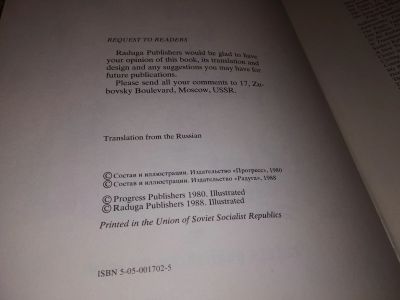 REQUEST TO READERS
Raduga Publishers would be glad to have
your opinion of this book, its translation and
design and any suggestions you may have for
future publications.
Please send all your comments to 17, Zu-
bovsky Boulevard, Moscow, USSR.
Translation from the Russian
© Состав и иллюстрации. Издательство «Прогресс», 1980
© Состав и иллюстрации. Издательство «Радуга», 1988
© Progress Publishers 1980. Illustrated
© Raduga Publishers 1988. Illustrated
Printed in the Union of Soviet Socialist Republics
ISBN 5-05-001702-5